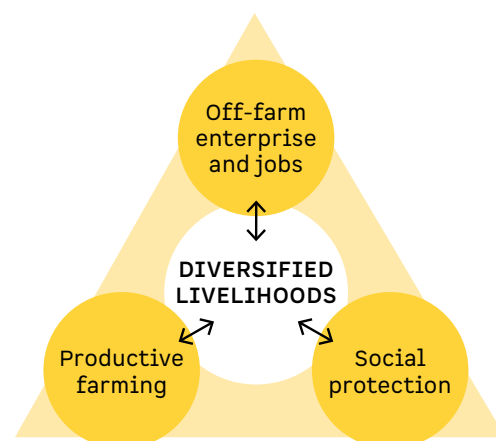 Off-farm
enterprise
and jobs
DIVERSIFIED
LIVELIHOODS
Productive
farming
Social
protection